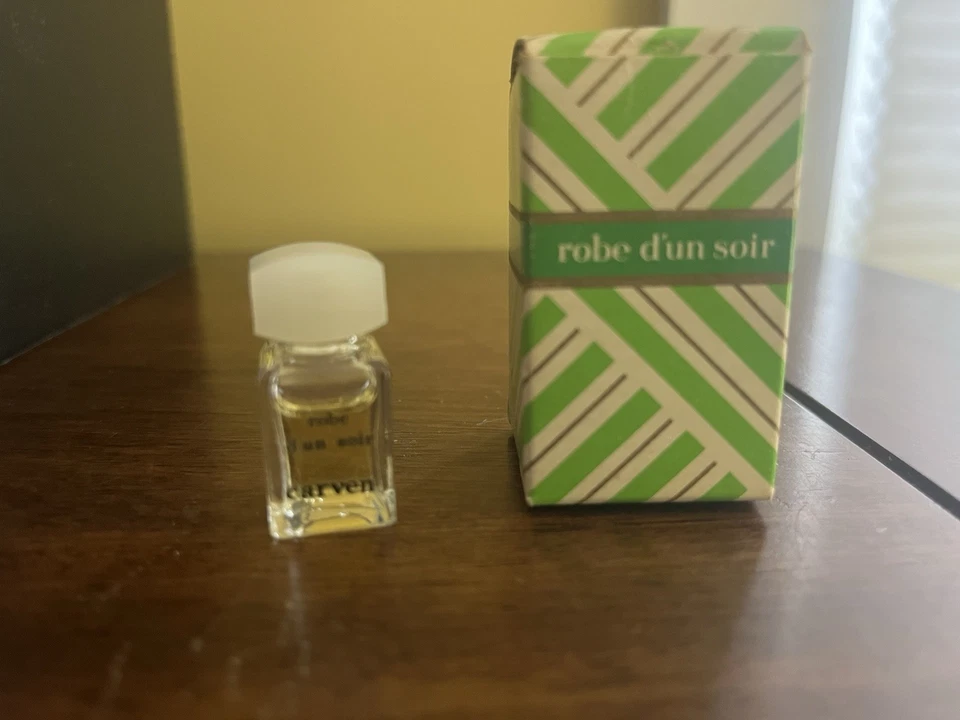 robe
d'un soir
carven
robe d'un soir